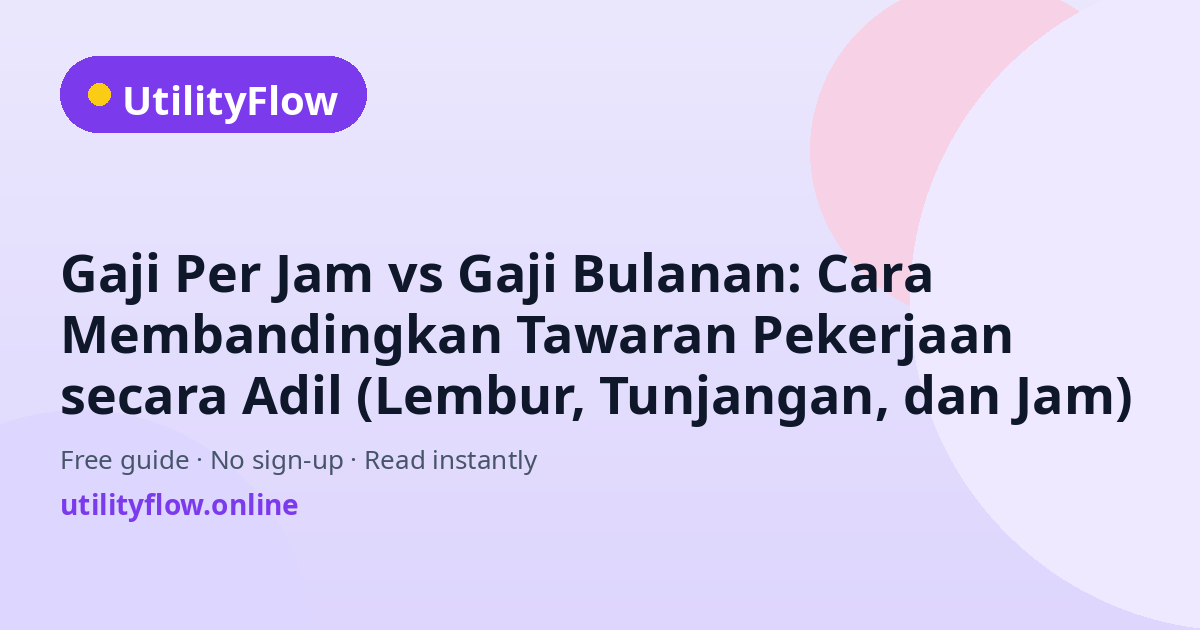 UtilityFlow
Gaji Per Jam vs Gaji Bulanan: Cara
Membandingkan Tawaran Pekerjaan
secara Adil (Lembur, Tunjangan, dan Jam)
Free guide · No sign-up · Read instantly
utilityflow.online